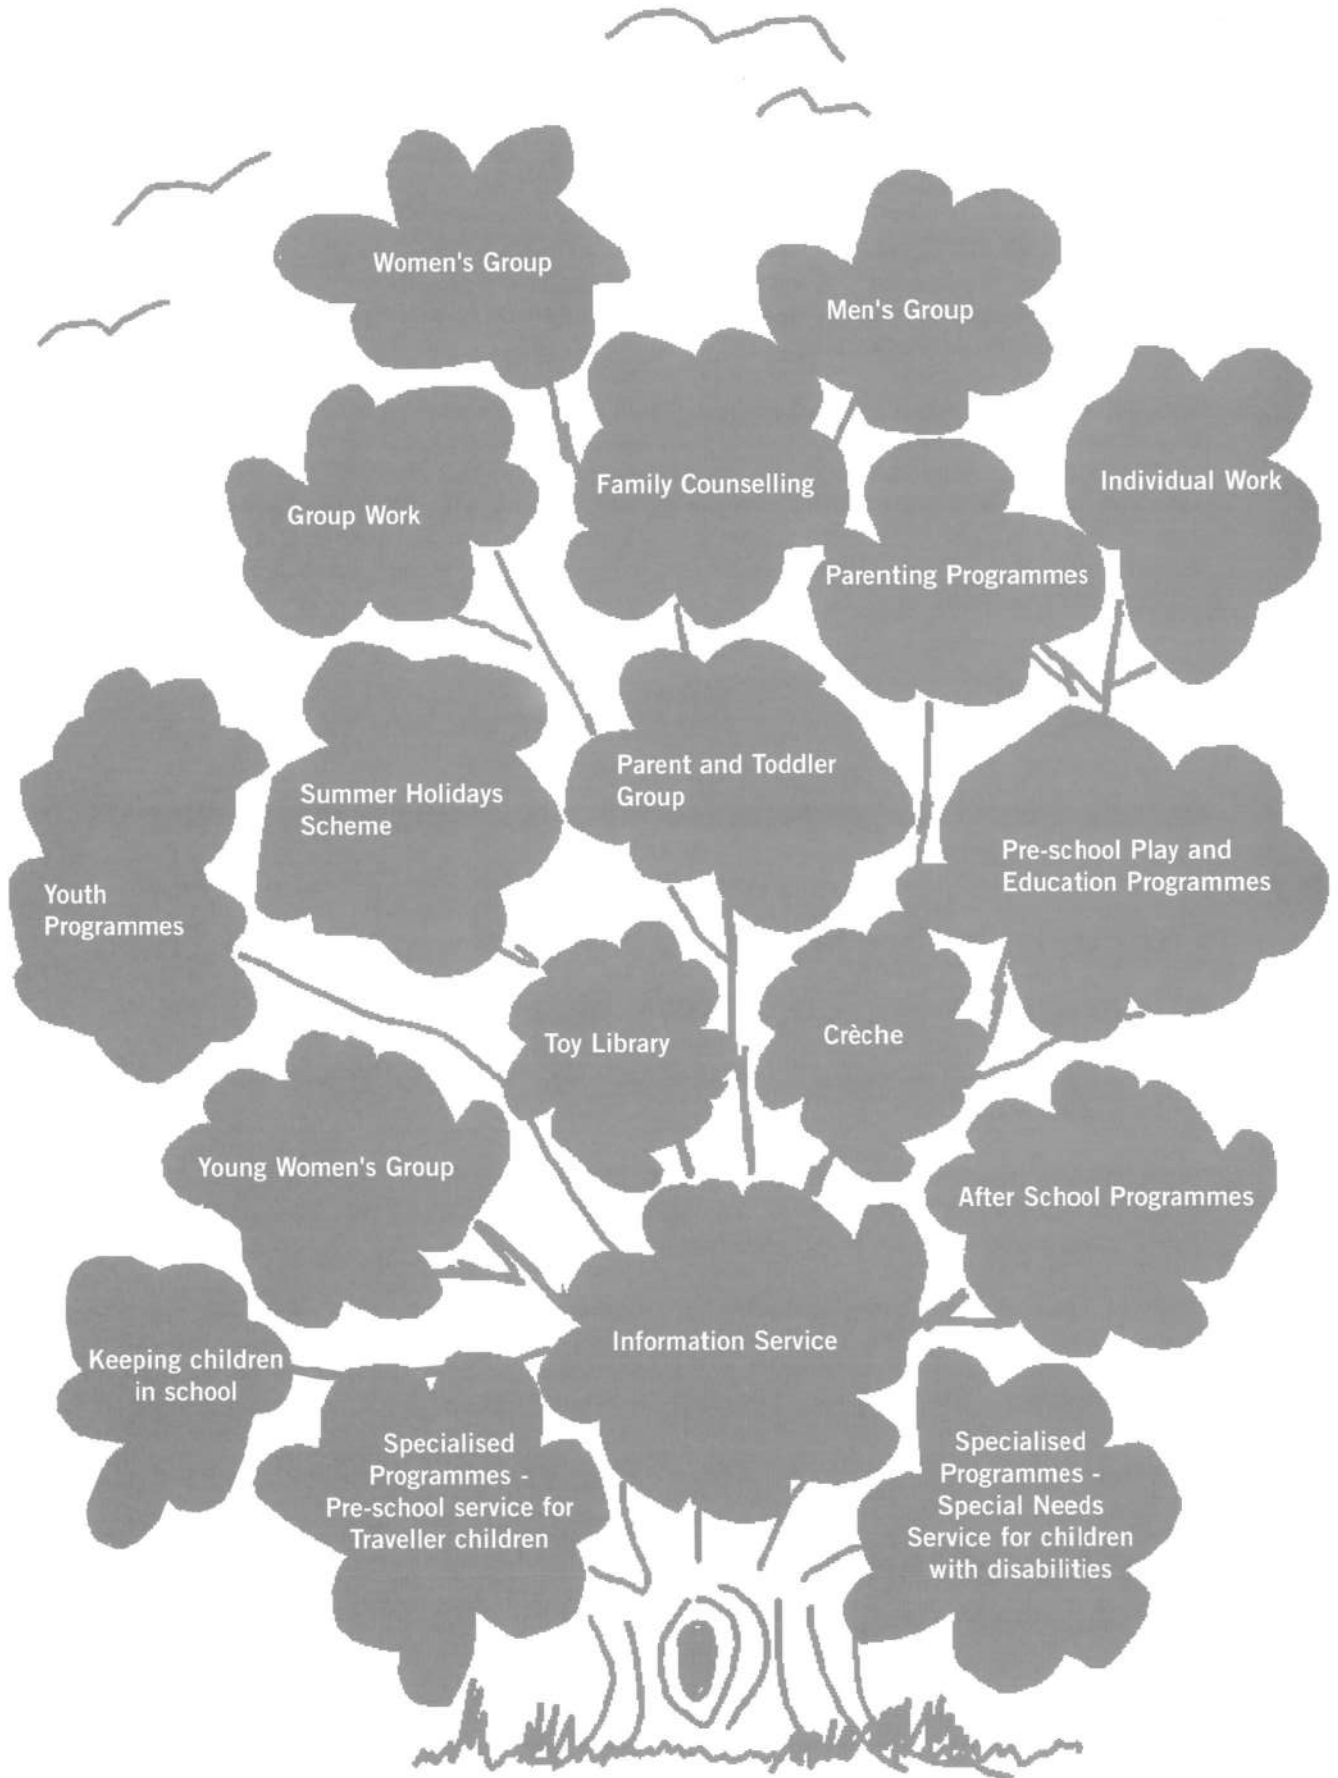 Women's Group
Men's Group
Family Counselling
Individual Work
Group Work
Parenting Programmes
Parent and Toddler
Group
Summer Holidays
Scheme
Pre-school Play and
Education Programmes
Youth
Programmes
Toy Library
Crèche
Young Women's Group
After School Programmes
Information Service
Keeping children
in school
Specialised
Programmes -
Pre-school service for
Traveller children
Specialised
Programmes -
Special Needs
Service for children
with disabilities